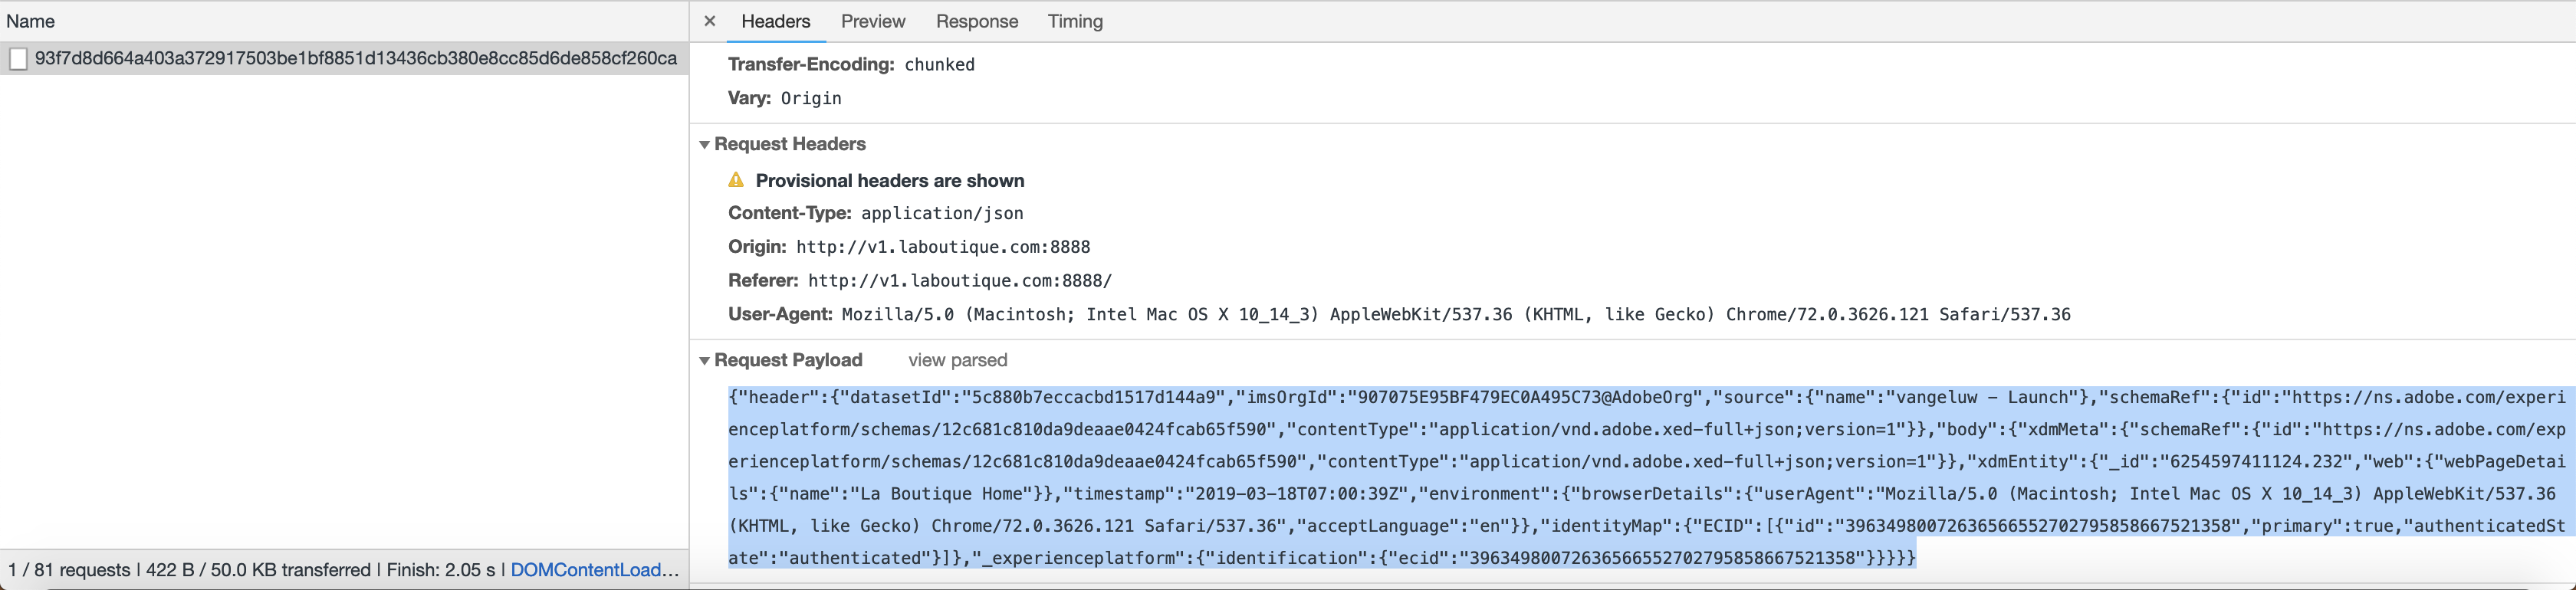 Name
93f7d8d664a403a372917503be1bf8851d13436cb380e8cc85d6de858cf260ca
1 / 81 requests | 422 B / 50.0 KB transferred | Finish: 2.05 s | DOMContentLoad…
× Headers Preview Response Timing
Transfer-Encoding: chunked
Vary: Origin
Request Headers
Provisional headers are shown
Content-Type: application/json
Origin: http://v1.laboutique.com:8888
Referer: http://v1.laboutique.com:8888/
User-Agent: Mozilla/5.0 (Macintosh; Intel Mac OS X 10_14_3) AppleWebKit/537.36 (KHTML, like Gecko) Chrome/72.0.3626.121 Safari/537.36
Request Payload view parsed
{"header":{"datasetId":"5c880b7eccacbd1517d144a9","imsOrgId":"907075E95BF479EC0A495C73@AdobeOrg","source":{"name":"vangeluw - Launch"},"schemaRef":{"id":"https://ns.adobe.com/experi
enceplatform/schemas/12c681c810da9deaae0424fcab65f590","contentType":"application/vnd.adobe.xed-full+json;version=1"}},"body":{"xdmMeta":{"schemaRef":{"id":"https://ns.adobe.com/exp
erienceplatform/schemas/12c681c810da9deaae0424fcab65f590","contentType":"application/vnd.adobe.xed-full+json;version=1"}},"xdmEntity":{"_id":"6254597411124.232","web":{"webPageDetai
ls":{"name":"La Boutique Home"}},"timestamp":"2019-03-18T07:00:39Z","environment":{"browserDetails":{"userAgent":"Mozilla/5.0 (Macintosh; Intel Mac OS X 10_14_3) AppleWebKit/537.36
(KHTML, like Gecko) Chrome/72.0.3626.121 Safari/537.36","acceptLanguage":"en"}},"identityMap":{"ECID":[{"id":"39634980072636566552702795858667521358","primary":true,"authenticatedSt
ate":"authenticated"}]},"_experienceplatform":{"identification":{"ecid":"39634980072636566552702795858667521358"}}}}}